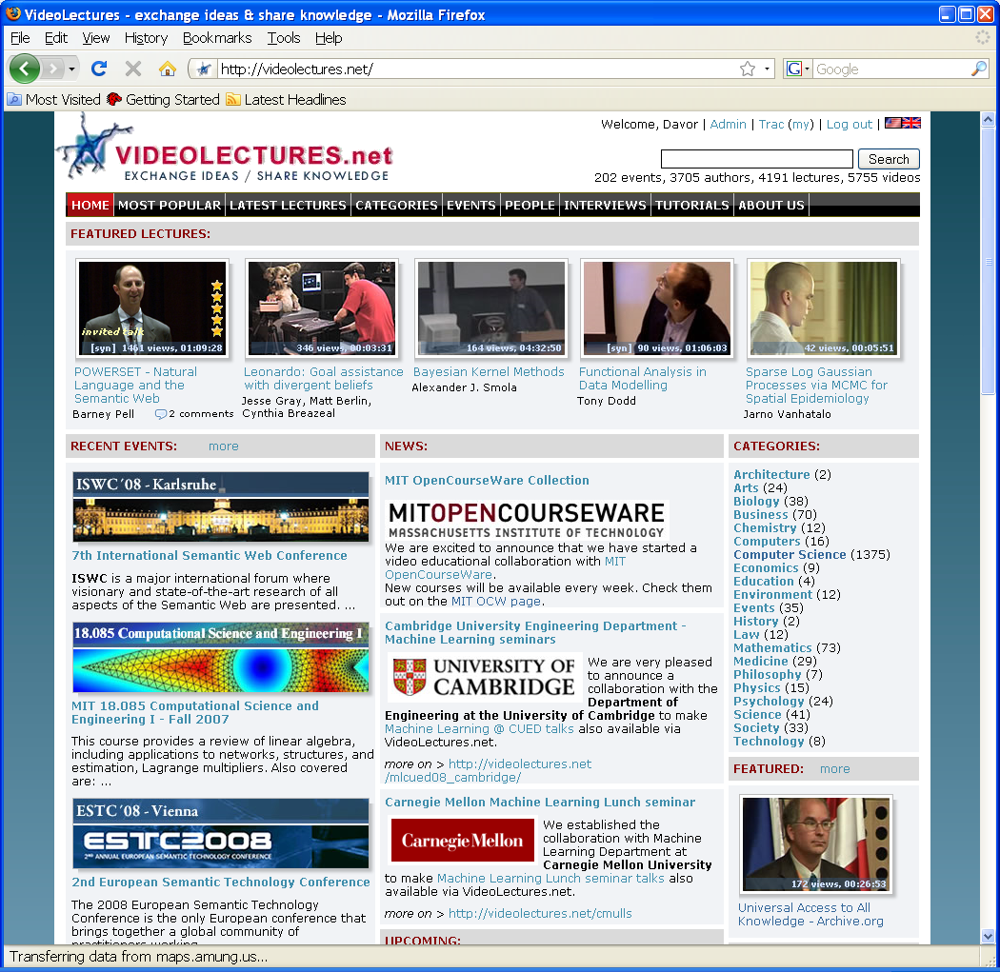 VideoLectures - exchange ideas & share knowledge - Mozilla Firefox
File Edit View History Bookmarks Tools Help
http://videolectures.net/
G Google
Most Visited Getting Started Latest Headlines
Welcome, Davor | Admin | Trac (my) | Log out |
VIDEOLECTURES.net
EXCHANGE IDEAS / SHARE KNOWLEDGE
Search
202 events, 3705 authors, 4191 lectures, 5755 videos
HOME MOST POPULAR LATEST LECTURES CATEGORIES EVENTS PEOPLE INTERVIEWS TUTORIALS ABOUT US
FEATURED LECTURES:
invited talk
[syn] 1461 views, 01:09:28
POWERSET - Natural
Language and the
Semantic Web
Barney Pell 2 comments
346 views, 00:03:31
Leonardo: Goal assistance
with divergent beliefs
Jesse Gray, Matt Berlin,
Cynthia Breazeal
164 views, 04:32:50
Bayesian Kernel Methods
Alexander J. Smola
[syn] 90 views, 01:06:03
Functional Analysis in
Data Modelling
Tony Dodd
42 views, 00:05:51
Sparse Log Gaussian
Processes via MCMC for
Spatial Epidemiology
Jarno Vanhatalo
RECENT EVENTS: more
ISWC´08 - Karlsruhe
7th International Semantic Web Conference
ISWC is a major international forum where
visionary and state-of-the-art research of all
aspects of the Semantic Web are presented. ...
18.085 Computational Science and Engineering I
MIT 18.085 Computational Science and
Engineering I - Fall 2007
This course provides a review of linear algebra,
including applications to networks, structures, and
estimation, Lagrange multipliers. Also covered
are: ...
ESTC´08 - Vienna
ESTC2008
2ND ANNUAL EUROPEAN SEMANTIC TECHNOLOGY CONFERENCE
2nd European Semantic Technology Conference
The 2008 European Semantic Technology
Conference is the only European conference that
brings together a global community of
practitioners working
NEWS:
MIT OpenCourseWare Collection
MITOPENCOURSEWARE
MASSACHUSETTS INSTITUTE OF TECHNOLOGY
We are excited to announce that we have started a
video educational collaboration with MIT
OpenCourseWare.
New courses will be available every week. Check them
out on the MIT OCW page.
Cambridge University Engineering Department -
Machine Learning seminars
UNIVERSITY OF
CAMBRIDGE
We are very pleased
to announce a
collaboration with the
Department of
Engineering at the University of Cambridge to make
Machine Learning @ CUED talks also available via
VideoLectures.net.
more on > http://videolectures.net
/mlcued08_cambridge/
Carnegie Mellon Machine Learning Lunch seminar
Carnegie Mellon
We established the
collaboration with Machine
Learning Department at
Carnegie Mellon University
to make Machine Learning Lunch seminar talks also
available via VideoLectures.net.
more on > http://videolectures.net/cmulls
UPCOMING:
CATEGORIES:
Architecture (2)
Arts (24)
Biology (38)
Business (70)
Chemistry (12)
Computers (16)
Computer Science (1375)
Economics (9)
Education (4)
Environment (12)
Events (35)
History (2)
Law (12)
Mathematics (73)
Medicine (29)
Philosophy (7)
Physics (15)
Psychology (24)
Science (41)
Society (33)
Technology (8)
FEATURED: more
172 views, 00:26:53
Universal Access to All
Knowledge - Archive.org
Transferring data from maps.amung.us...